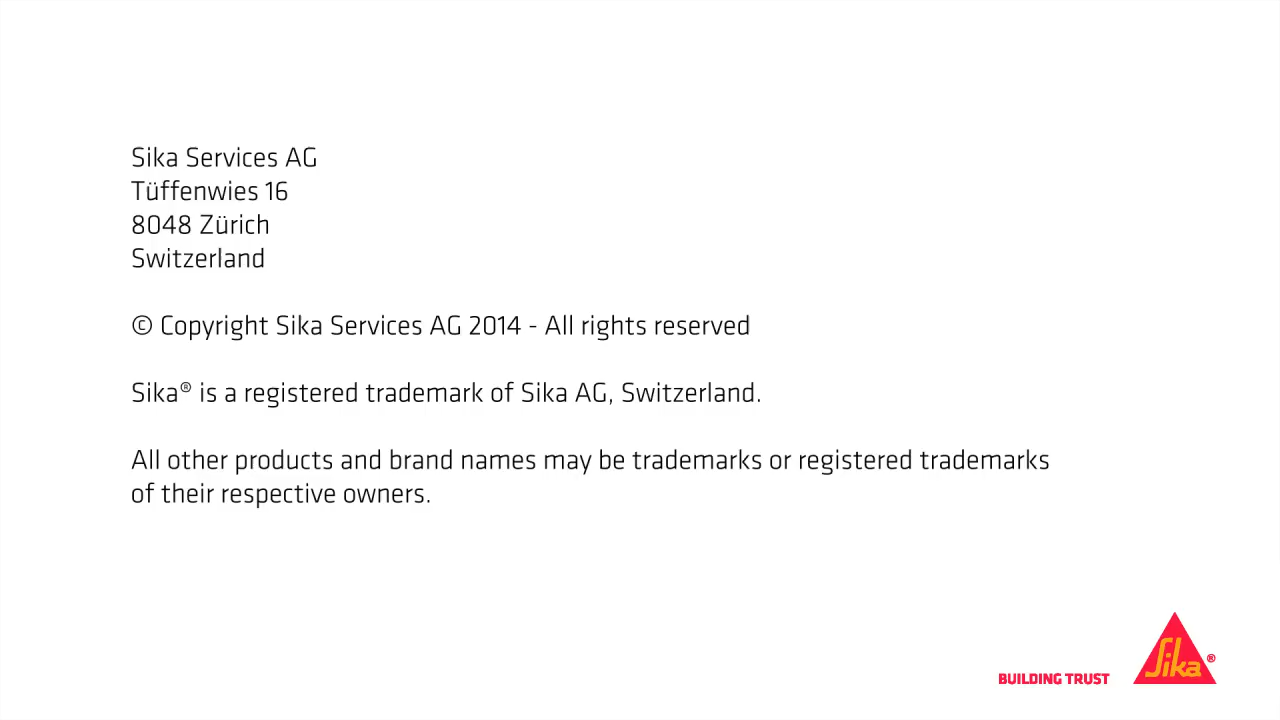 Sika Services AG
Tüffenwies 16
8048 Zürich
Switzerland
© Copyright Sika Services AG 2014 - All rights reserved
Sika® is a registered trademark of Sika AG, Switzerland.
All other products and brand names may be trademarks or registered trademarks
of their respective owners.
BUILDING TRUST
Sika®